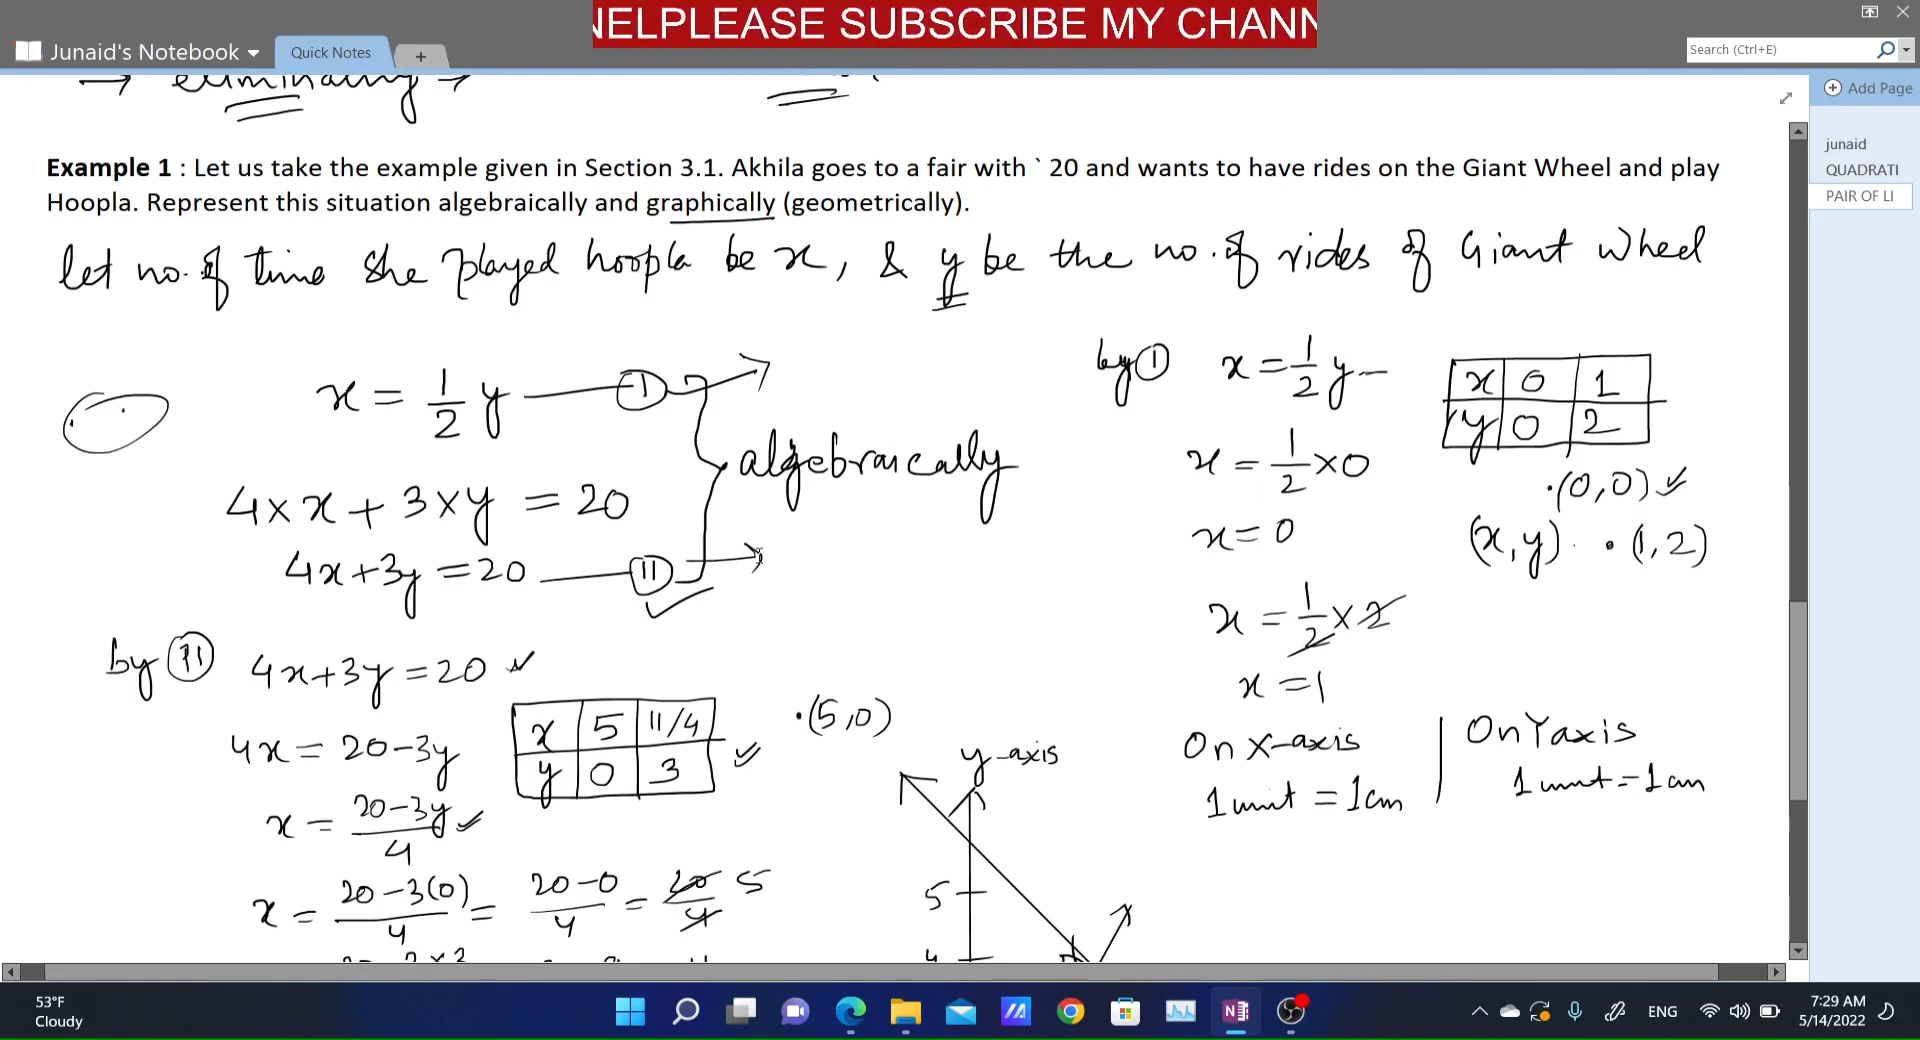 NELPLEASE SUBSCRIBE MY CHANN
Junaid's Notebook
Quick Notes
+
Search (Ctrl+E)
Add Page
junaid
QUADRATI
PAIR OF LI
→ eliminating →
Example 1 : Let us take the example given in Section 3.1. Akhila goes to a fair with ` 20 and wants to have rides on the Giant Wheel and play
Hoopla. Represent this situation algebraically and graphically (geometrically).
let no. of time she played hoopla be x, & y be the no. of rides of Giant Wheel
x = 1/2 y — I
4×x + 3×y = 20
4x+3y = 20 — II
algebraically
by I x = 1/2 y –
x 0 1
y 0 2
x = 1/2 ×0
·(0,0) ✓
x = 0
(x,y) · (1,2)
x = 1/2 ×2
x = 1
by II 4x+3y = 20 ✓
4x = 20-3y
x 5 11/4
y 0 3
✓
·(5,0)
x = 20-3y/4 ✓
x = 20-3(0)/4 = 20-0/4 = 20/4 5
On X-axis
1 unit = 1cm
On Y axis
1 unit = 1cm
y-axis
5
4
53°F
Cloudy
ENG
7:29 AM
5/14/2022